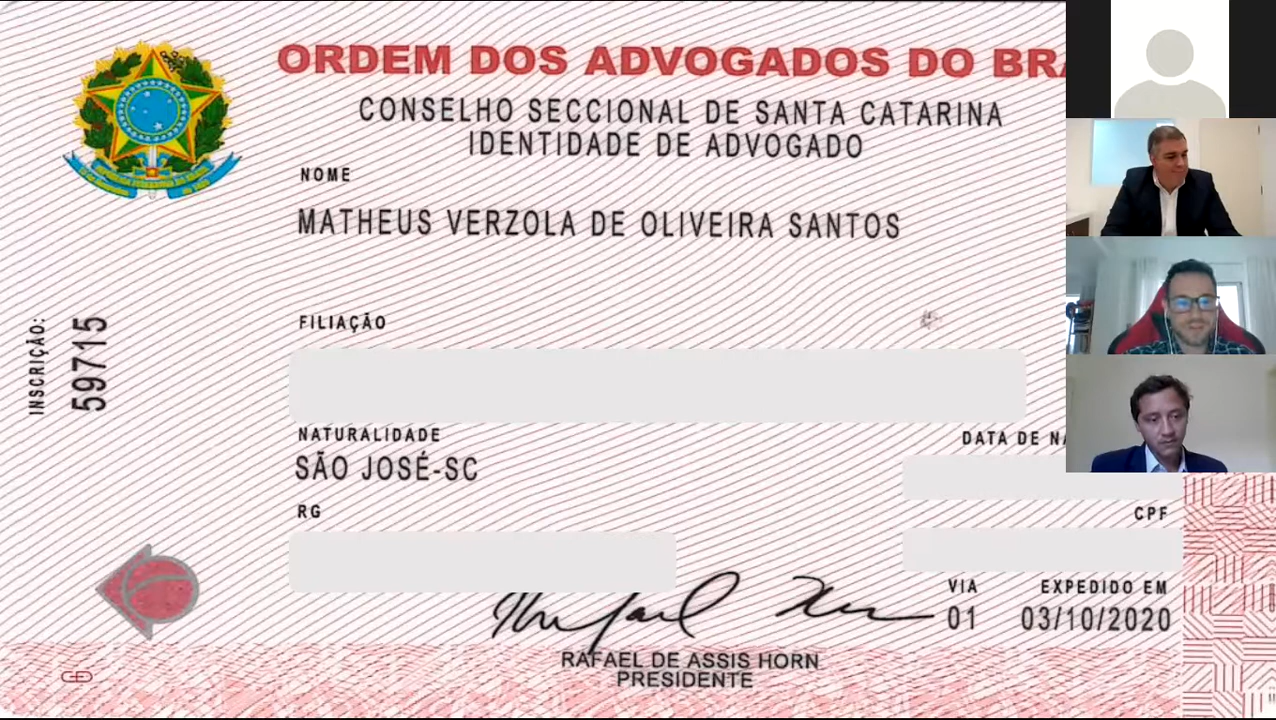 ORDEM DOS ADVOGADOS DO BRA
CONSELHO SECCIONAL DE SANTA CATARINA
IDENTIDADE DE ADVOGADO
NOME
MATHEUS VERZOLA DE OLIVEIRA SANTOS
FILIAÇÃO
INSCRIÇÃO:
59715
NATURALIDADE
SÃO JOSÉ-SC
DATA DE NA
RG
CPF
VIA
01
EXPEDIDO EM
03/10/2020
RAFAEL DE ASSIS HORN
PRESIDENTE